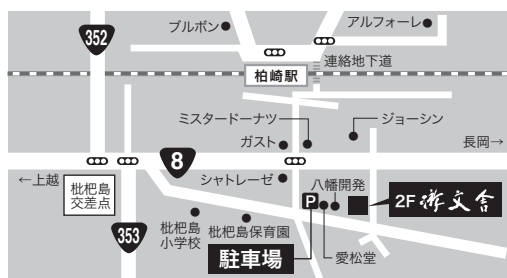 ブルボン
アルフォーレ
352
柏崎駅
連絡地下道
ミスタードーナツ
ジョーシン
ガスト
長岡→
8
←上越
枇杷島
交差点
シャトレーゼ
八幡開発
P
2F 游文舎
353
枇杷島
小学校
枇杷島保育園
駐車場
愛松堂